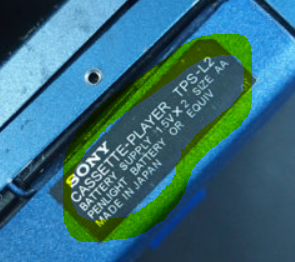 SONY
CASSETTE-PLAYER TPS-L2
BATTERY SUPPLY 1.5V×2 SIZE AA
PENLIGHT BATTERY OR EQUIV
MADE IN JAPAN